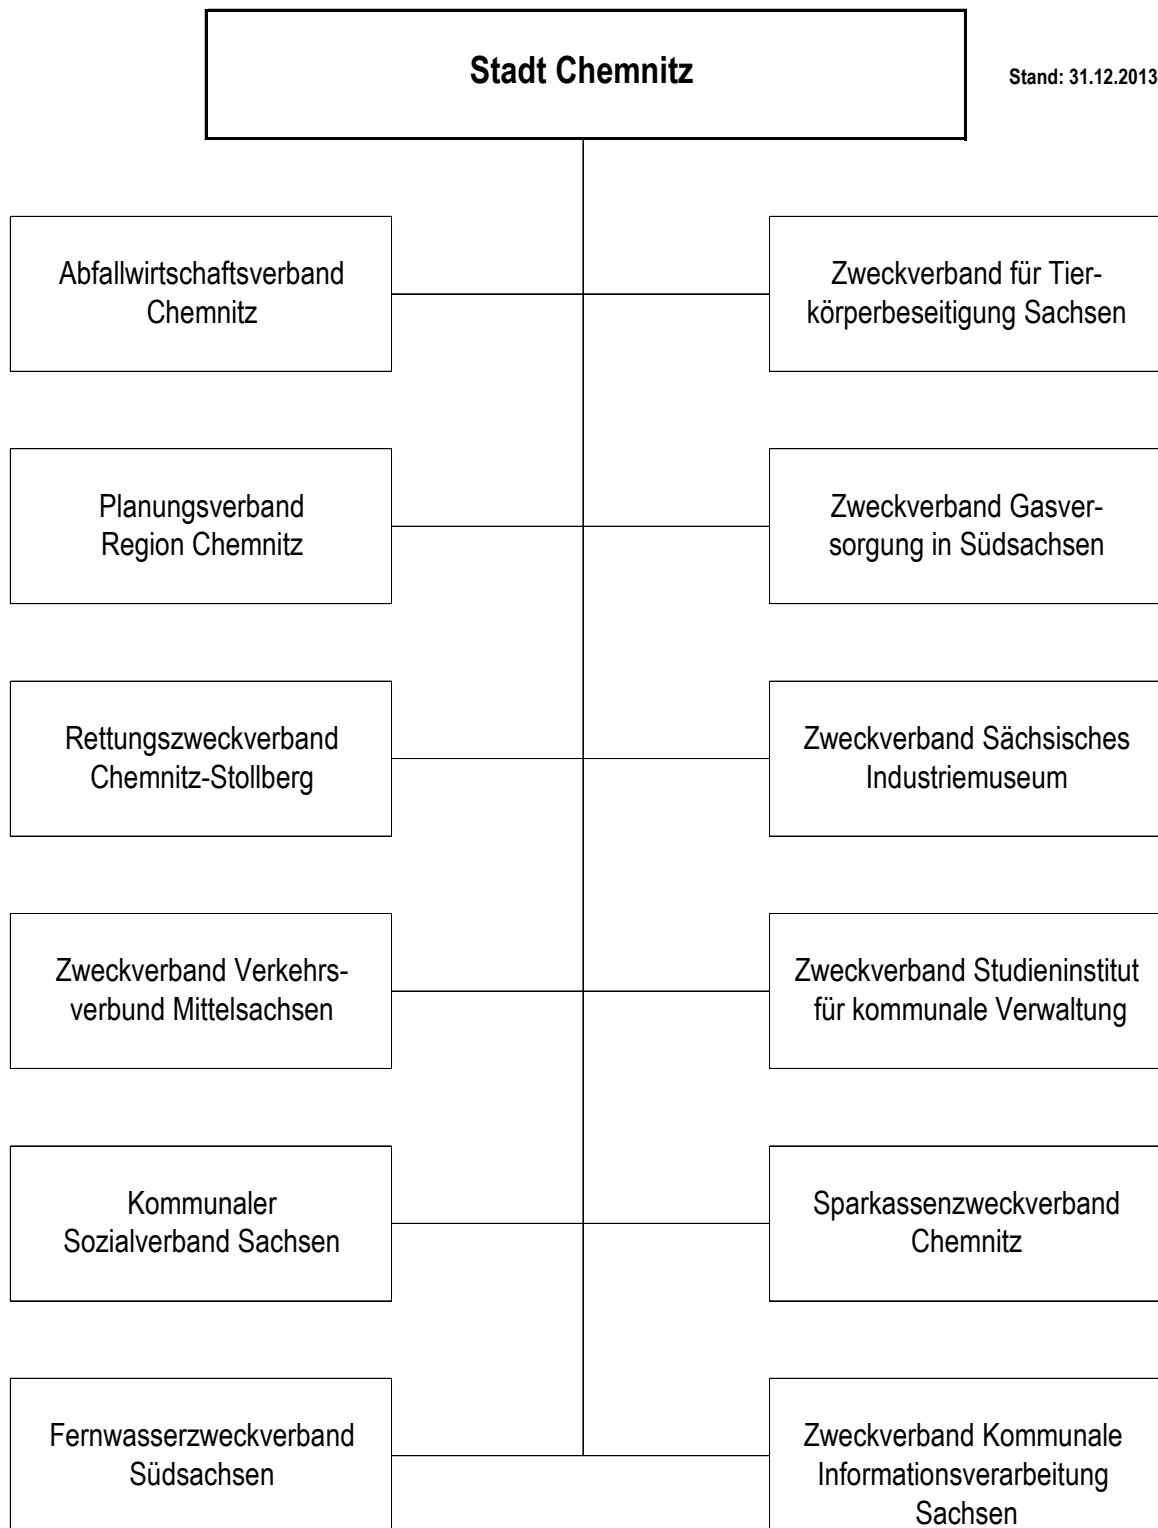 Stadt Chemnitz
Stand: 31.12.2013
Abfallwirtschaftsverband
Chemnitz
Zweckverband für Tier-
körperbeseitigung Sachsen
Planungsverband
Region Chemnitz
Zweckverband Gasver-
sorgung in Südsachsen
Rettungszweckverband
Chemnitz-Stollberg
Zweckverband Sächsisches
Industriemuseum
Zweckverband Verkehrs-
verbund Mittelsachsen
Zweckverband Studieninstitut
für kommunale Verwaltung
Kommunaler
Sozialverband Sachsen
Sparkassenzweckverband
Chemnitz
Fernwasserzweckverband
Südsachsen
Zweckverband Kommunale
Informationsverarbeitung
Sachsen